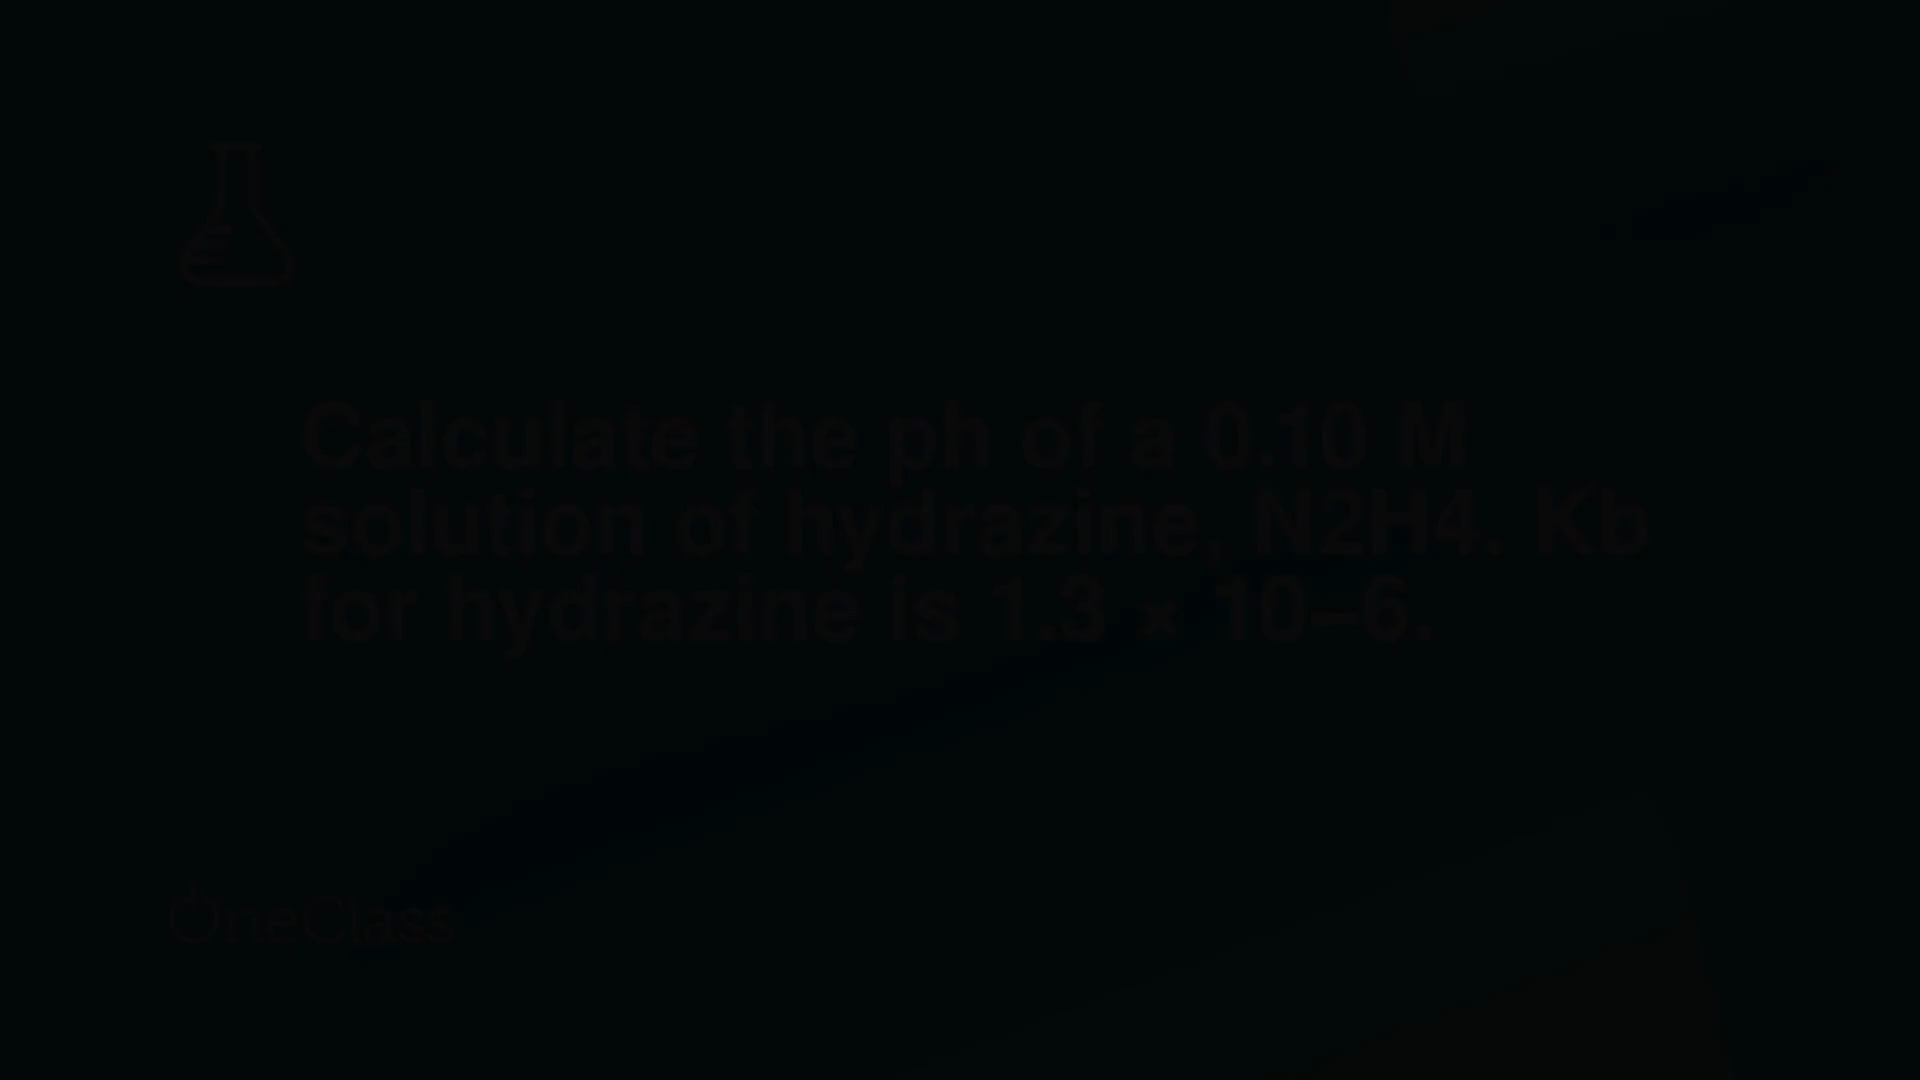 Calculate the ph of a 0.10 M
solution of hydrazine, N2H4. Kb
for hydrazine is 1.3 × 10–6.
OneClass